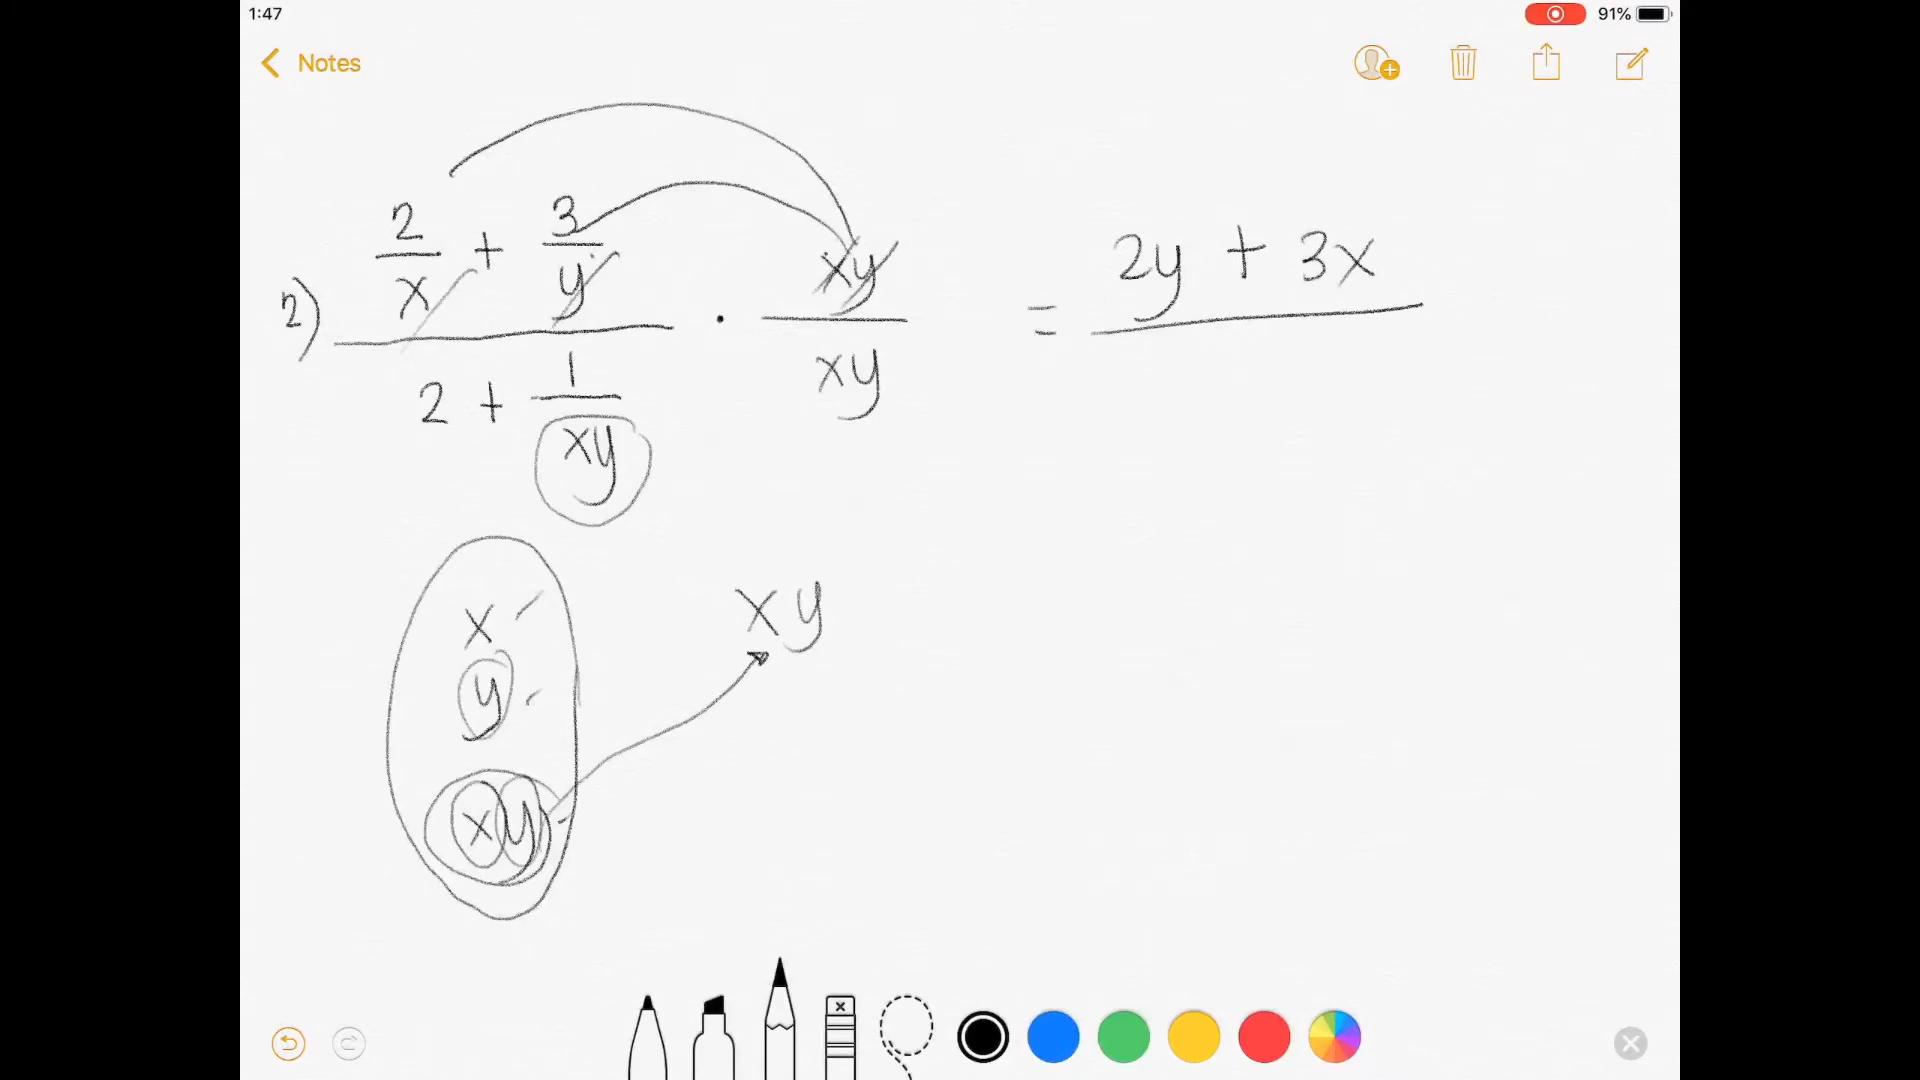 1:47
91%
Notes
2) (2/x + 3/y)/(2 + 1/xy) · xy/xy = 2y + 3x
x
y
xy
xy